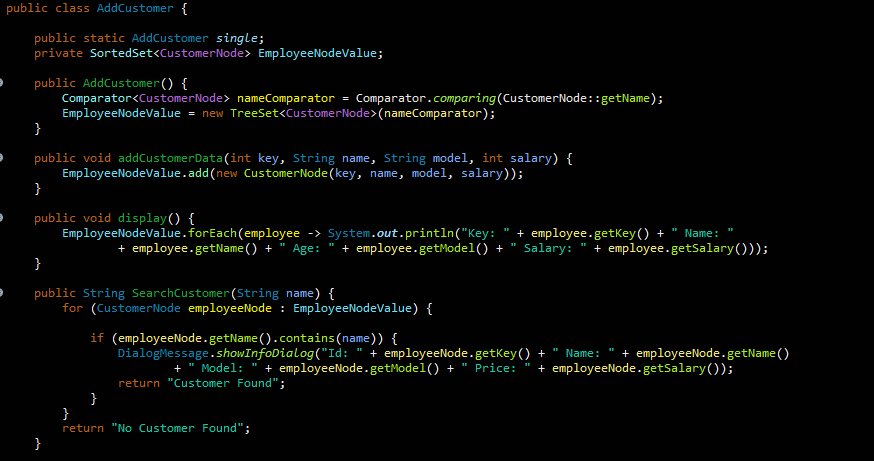 public class AddCustomer {
public static AddCustomer single;
private SortedSet<CustomerNode> EmployeeNodeValue;
public AddCustomer() {
Comparator<CustomerNode> nameComparator = Comparator.comparing(CustomerNode::getName);
EmployeeNodeValue = new TreeSet<CustomerNode>(nameComparator);
}
public void addCustomerData(int key, String name, String model, int salary) {
EmployeeNodeValue.add(new CustomerNode(key, name, model, salary));
}
public void display() {
EmployeeNodeValue.forEach(employee -> System.out.println("Key: " + employee.getKey() + " Name: "
+ employee.getName() + " Age: " + employee.getModel() + " Salary: " + employee.getSalary()));
}
public String SearchCustomer(String name) {
for (CustomerNode employeeNode : EmployeeNodeValue) {
if (employeeNode.getName().contains(name)) {
DialogMessage.showInfoDialog("Id: " + employeeNode.getKey() + " Name: " + employeeNode.getName()
+ " Model: " + employeeNode.getModel() + " Price: " + employeeNode.getSalary());
return "Customer Found";
}
}
return "No Customer Found";
}